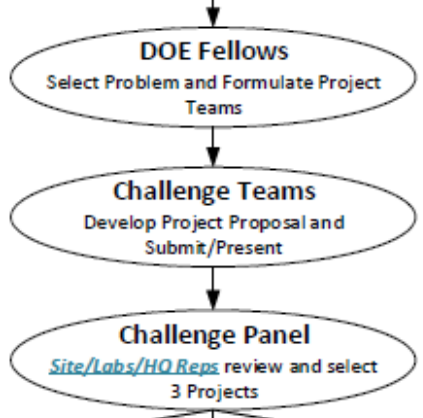 DOE Fellows
Select Problem and Formulate Project
Teams
Challenge Teams
Develop Project Proposal and
Submit/Present
Challenge Panel
Site/Labs/HQ Reps review and select
3 Projects